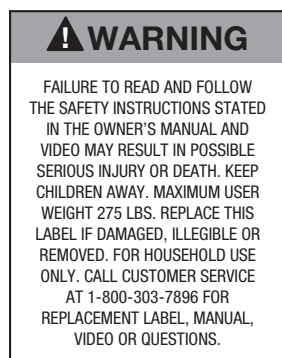 WARNING
FAILURE TO READ AND FOLLOW
THE SAFETY INSTRUCTIONS STATED
IN THE OWNER'S MANUAL AND
VIDEO MAY RESULT IN POSSIBLE
SERIOUS INJURY OR DEATH. KEEP
CHILDREN AWAY. MAXIMUM USER
WEIGHT 275 LBS. REPLACE THIS
LABEL IF DAMAGED, ILLEGIBLE OR
REMOVED. FOR HOUSEHOLD USE
ONLY. CALL CUSTOMER SERVICE
AT 1-800-303-7896 FOR
REPLACEMENT LABEL, MANUAL,
VIDEO OR QUESTIONS.